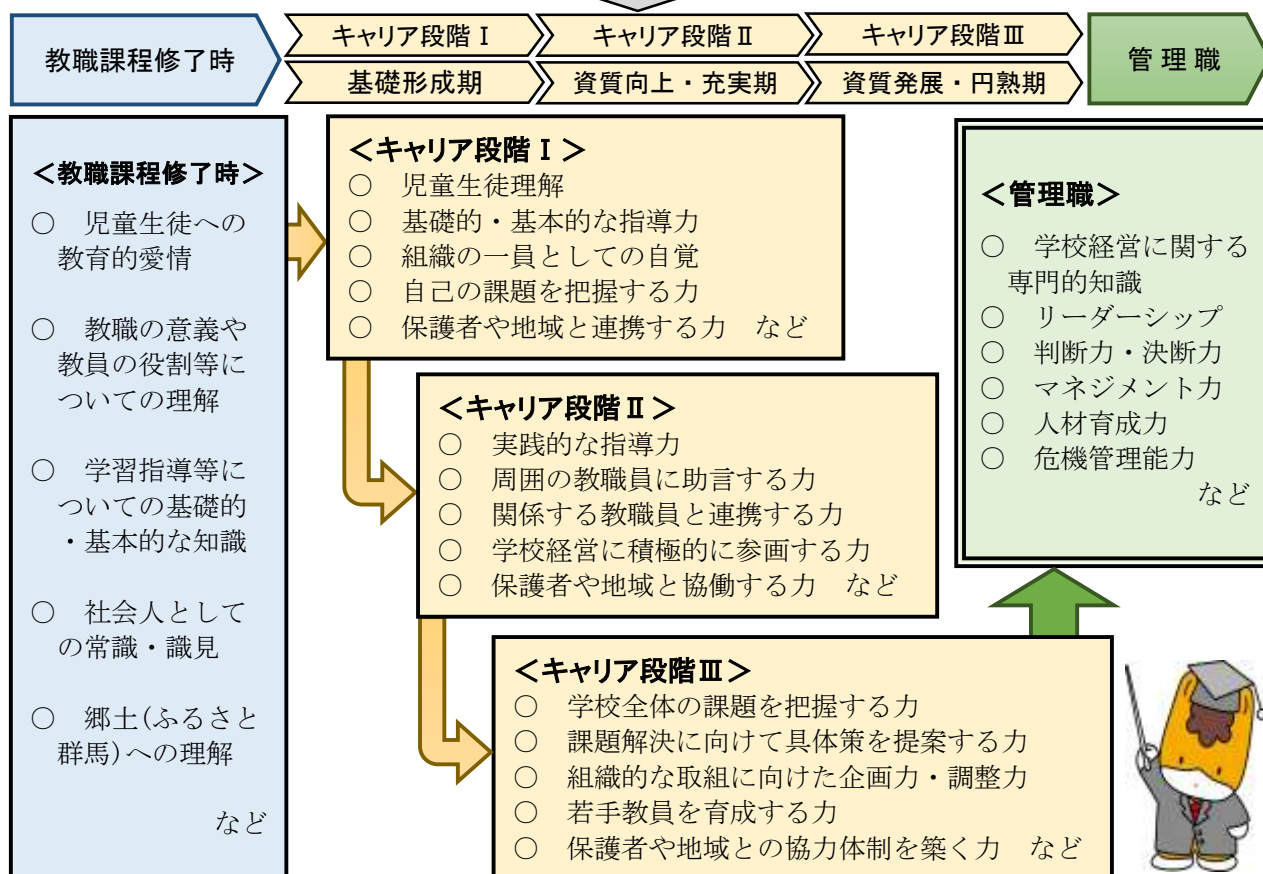 教職課程修了時
キャリア段階Ⅰ
キャリア段階Ⅱ
キャリア段階Ⅲ
管理職
基礎形成期
資質向上・充実期
資質発展・円熟期
＜教職課程修了時＞
○　児童生徒への
教育的愛情
○　教職の意義や
教員の役割等に
ついての理解
○　学習指導等に
ついての基礎的
・基本的な知識
○　社会人として
の常識・識見
○　郷土(ふるさと
群馬)への理解
など
＜キャリア段階Ⅰ＞
○　児童生徒理解
○　基礎的・基本的な指導力
○　組織の一員としての自覚
○　自己の課題を把握する力
○　保護者や地域と連携する力　など
＜キャリア段階Ⅱ＞
○　実践的な指導力
○　周囲の教職員に助言する力
○　関係する教職員と連携する力
○　学校経営に積極的に参画する力
○　保護者や地域と協働する力　など
＜キャリア段階Ⅲ＞
○　学校全体の課題を把握する力
○　課題解決に向けて具体策を提案する力
○　組織的な取組に向けた企画力・調整力
○　若手教員を育成する力
○　保護者や地域との協力体制を築く力　など
＜管理職＞
○　学校経営に関する
専門的知識
○　リーダーシップ
○　判断力・決断力
○　マネジメント力
○　人材育成力
○　危機管理能力
など